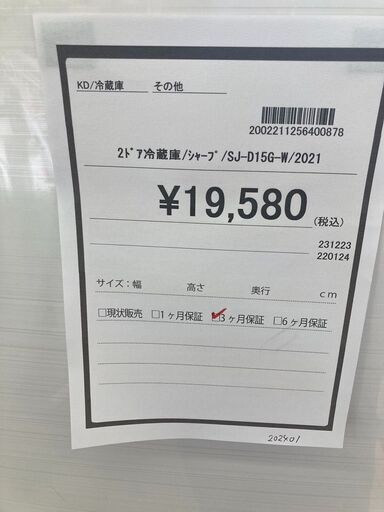 KD/冷蔵庫 その他
2002211256400878
2ﾄﾞｱ冷蔵庫/ｼｬｰﾌﾟ/SJ-D15G-W/2021
¥19,580(税込)
231223
220124
サイズ：幅 高さ 奥行 cm
□現状販売 □1ヶ月保証 ☑3ヶ月保証 □6ヶ月保証
202401